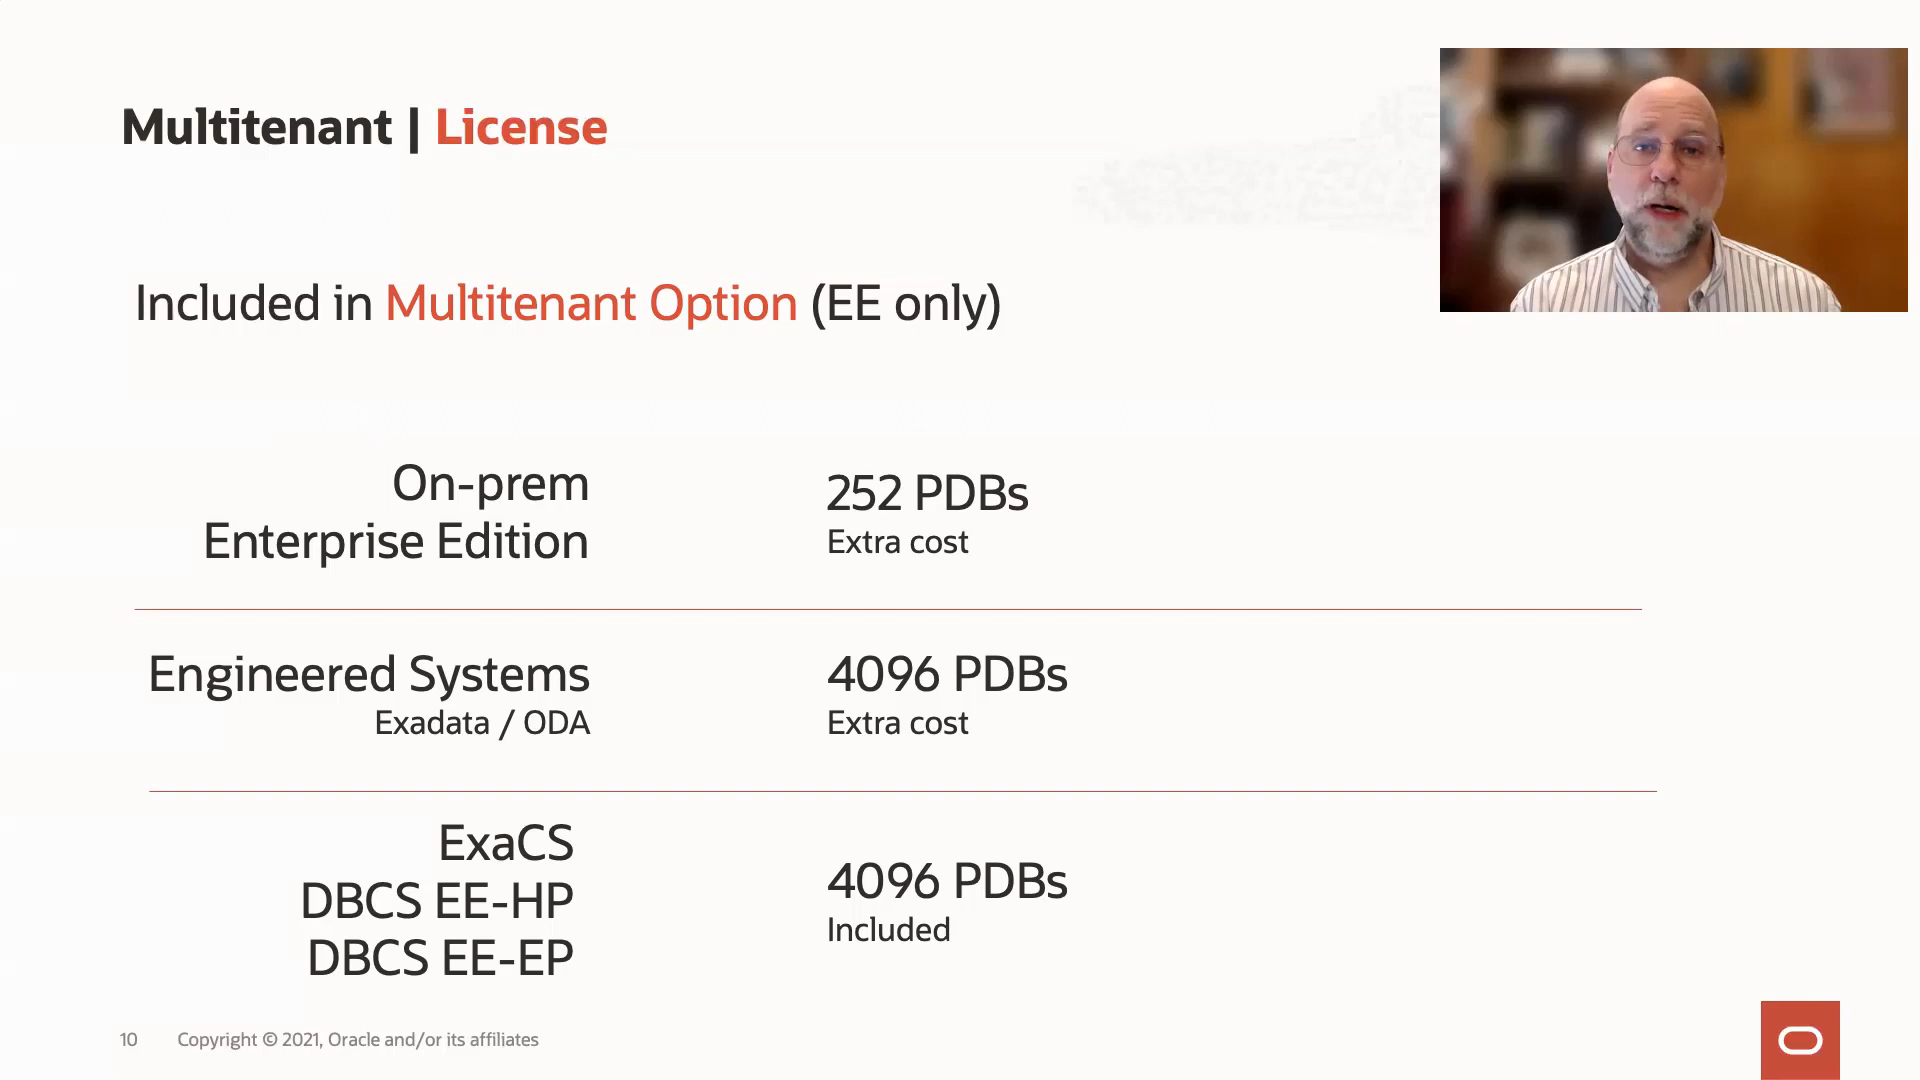 Multitenant | License
Included in Multitenant Option (EE only)
On-prem
Enterprise Edition
252 PDBs
Extra cost
Engineered Systems
Exadata / ODA
4096 PDBs
Extra cost
ExaCS
DBCS EE-HP
DBCS EE-EP
4096 PDBs
Included
10 Copyright © 2021, Oracle and/or its affiliates